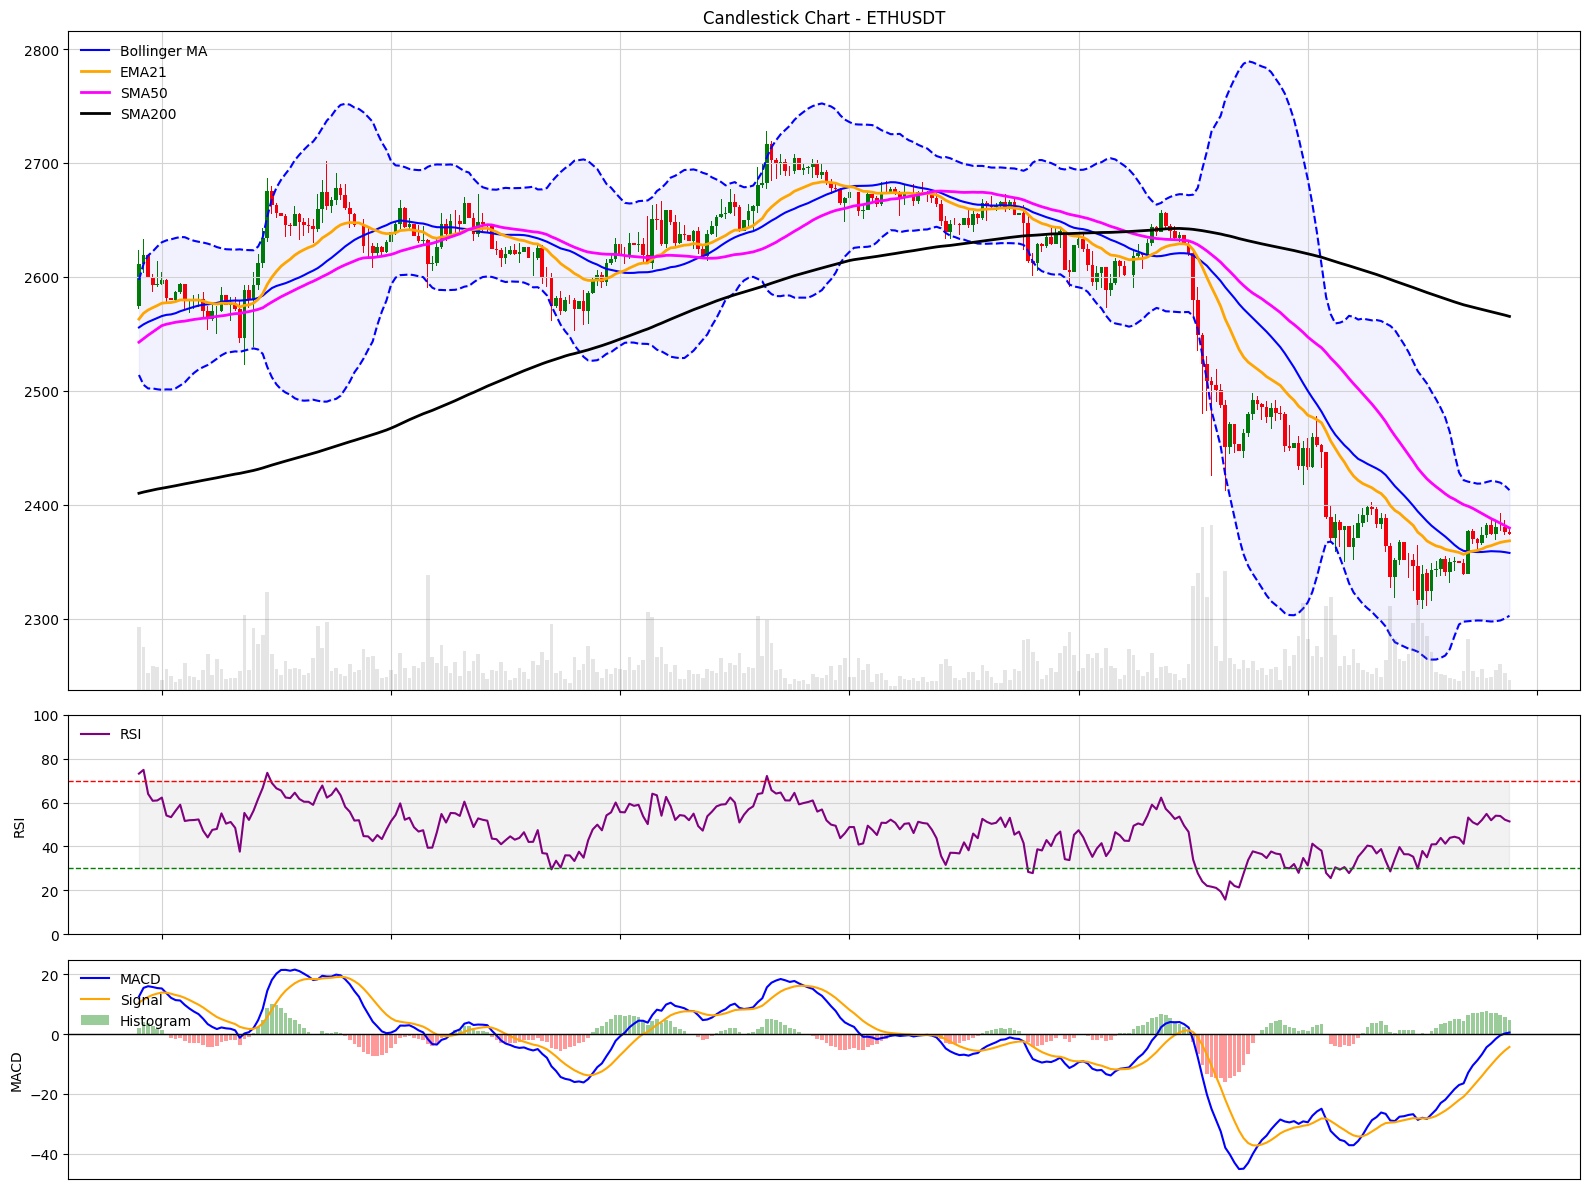 Candlestick Chart - ETHUSDT
Bollinger MA
EMA21
SMA50
SMA200
2800
2700
2600
2500
2400
2300
RSI
RSI
100
80
60
40
20
0
MACD
Signal
Histogram
MACD
20
0
−20
−40